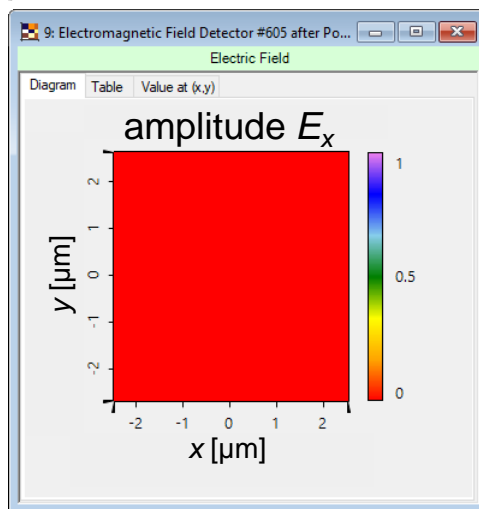 9: Electromagnetic Field Detector #605 after Po...
Electric Field
Diagram Table Value at (x,y)
amplitude Ex
1
0.5
0
y [µm]
2
1
0
-1
-2
-2 -1 0 1 2
x [µm]